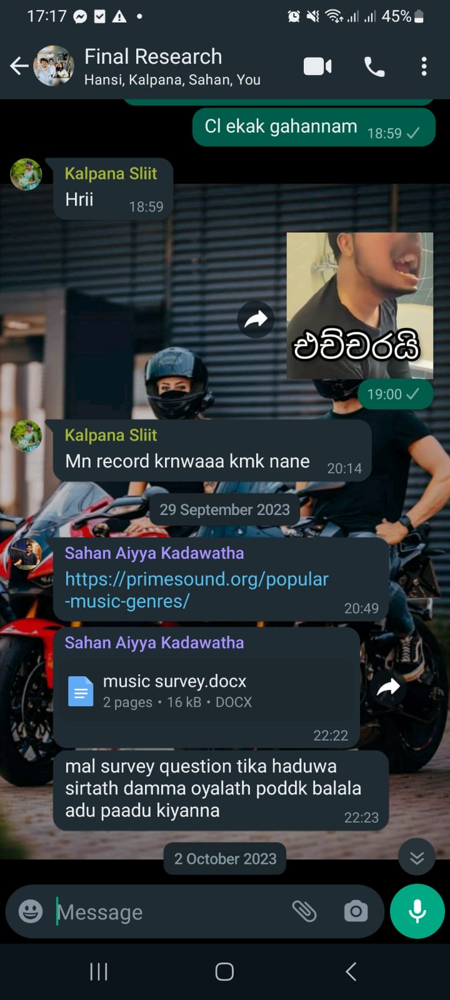 17:17
45%
Final Research
Hansi, Kalpana, Sahan, You
Cl ekak gahannam 18:59
Kalpana Sliit
Hrii 18:59
එච්චරයි
19:00
Kalpana Sliit
Mn record krnwaaa kmk nane 20:14
29 September 2023
Sahan Aiyya Kadawatha
https://primesound.org/popular
-music-genres/ 20:49
Sahan Aiyya Kadawatha
music survey.docx
2 pages • 16 kB • DOCX
22:22
mal survey question tika haduwa
sirtath damma oyalath poddk balala
adu paadu kiyanna 22:23
2 October 2023
Message